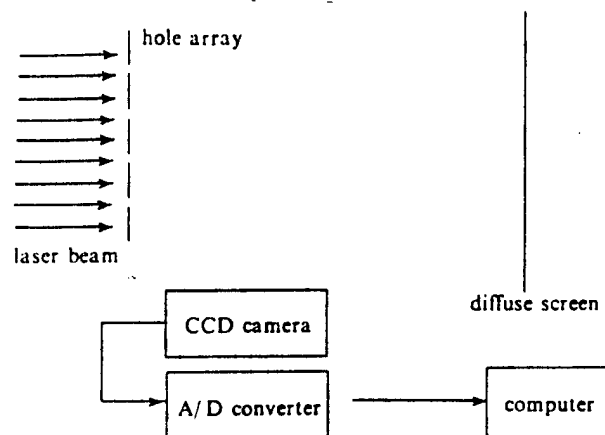 hole array
laser beam
diffuse screen
CCD camera
A/D converter
computer